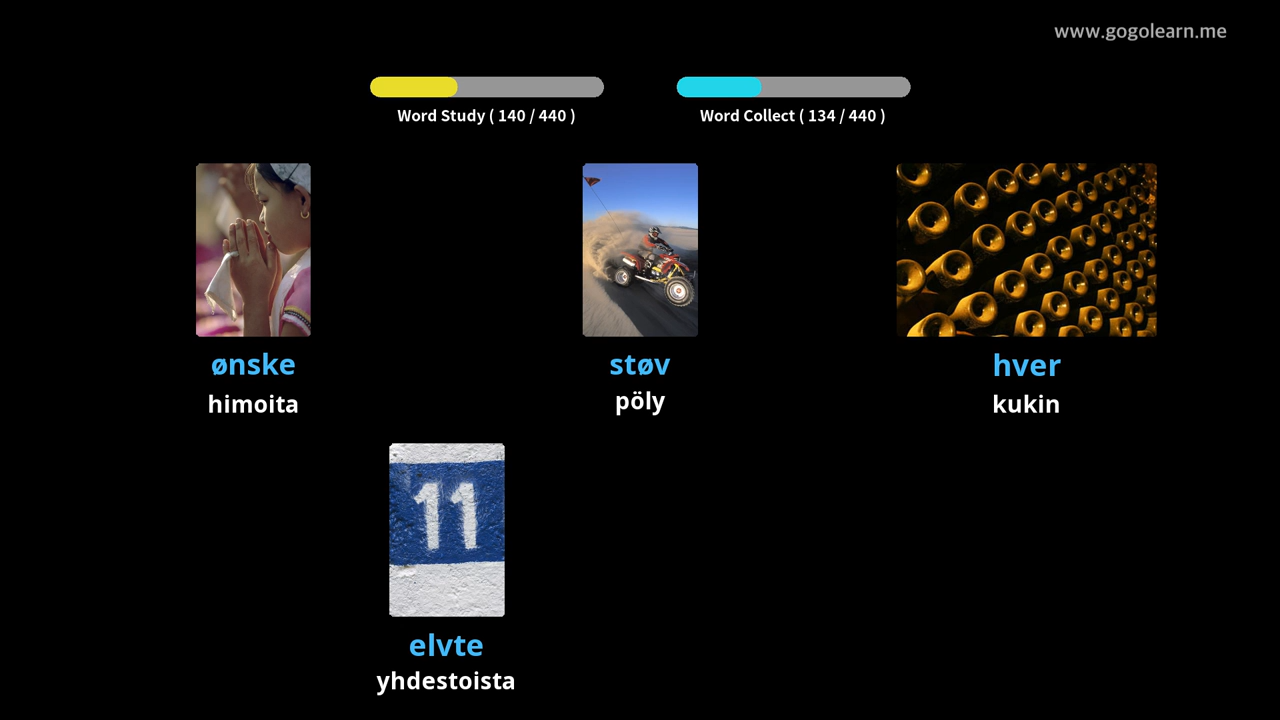 www.gogolearn.me
Word Study ( 140 / 440 )
Word Collect ( 134 / 440 )
ønske
himoita
støv
pöly
hver
kukin
11
elvte
yhdestoista